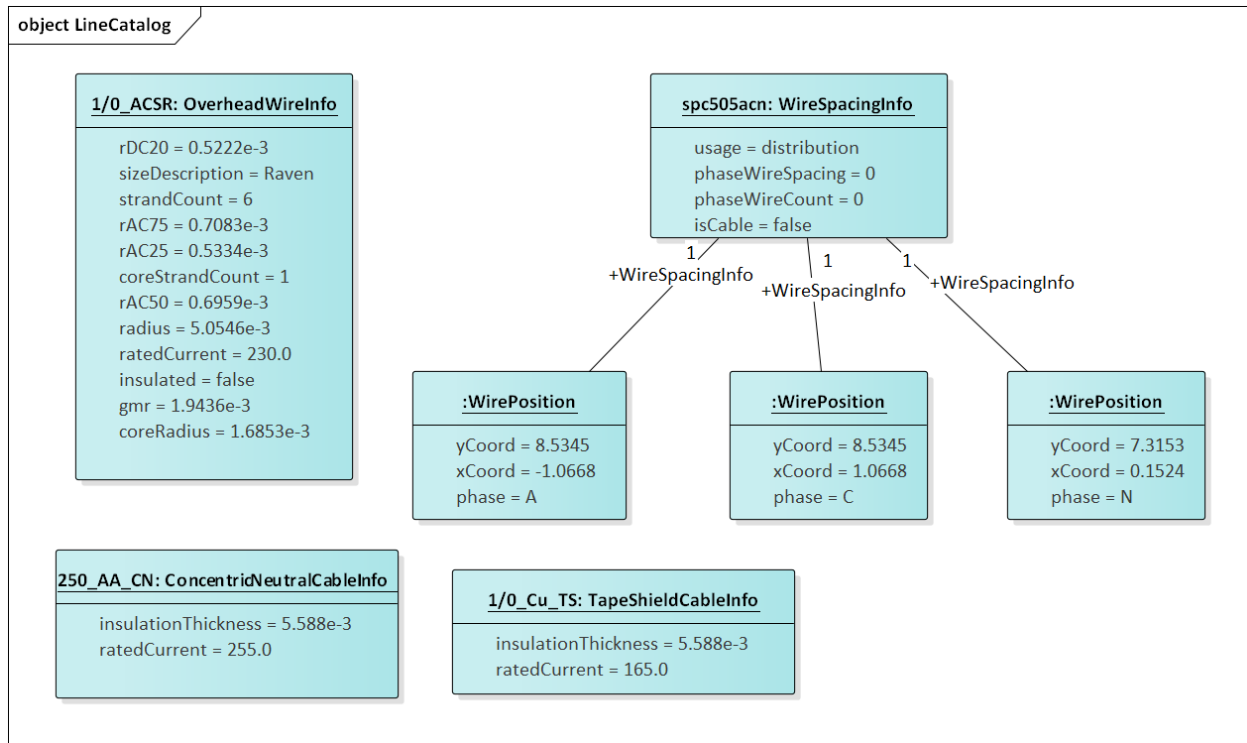 object LineCatalog
1/0_ACSR: OverheadWireInfo
rDC20 = 0.5222e-3
sizeDescription = Raven
strandCount = 6
rAC75 = 0.7083e-3
rAC25 = 0.5334e-3
coreStrandCount = 1
rAC50 = 0.6959e-3
radius = 5.0546e-3
ratedCurrent = 230.0
insulated = false
gmr = 1.9436e-3
coreRadius = 1.6853e-3
spc505acn: WireSpacingInfo
usage = distribution
phaseWireSpacing = 0
phaseWireCount = 0
isCable = false
1
+WireSpacingInfo
1
+WireSpacingInfo
1
+WireSpacingInfo
:WirePosition
yCoord = 8.5345
xCoord = -1.0668
phase = A
:WirePosition
yCoord = 8.5345
xCoord = 1.0668
phase = C
:WirePosition
yCoord = 7.3153
xCoord = 0.1524
phase = N
250_AA_CN: ConcentricNeutralCableInfo
insulationThickness = 5.588e-3
ratedCurrent = 255.0
1/0_Cu_TS: TapeShieldCableInfo
insulationThickness = 5.588e-3
ratedCurrent = 165.0